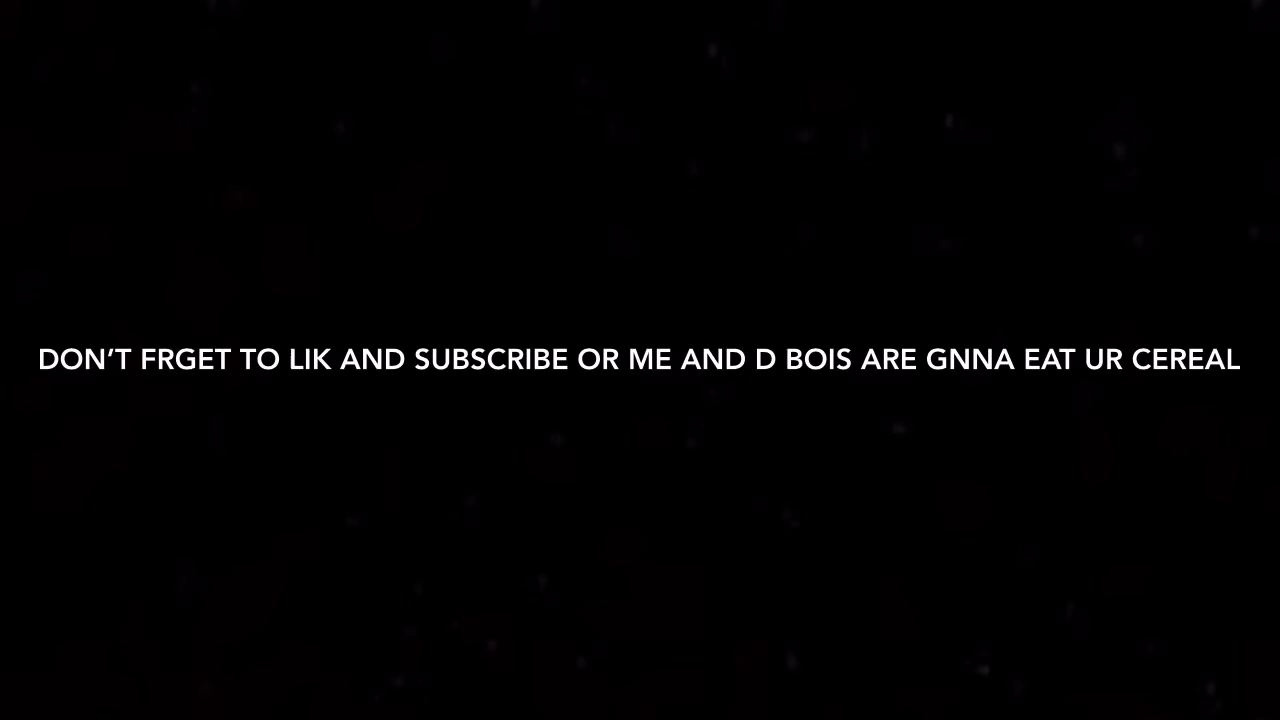 DON'T FRGET TO LIK AND SUBSCRIBE OR ME AND D BOIS ARE GNNA EAT UR CEREAL